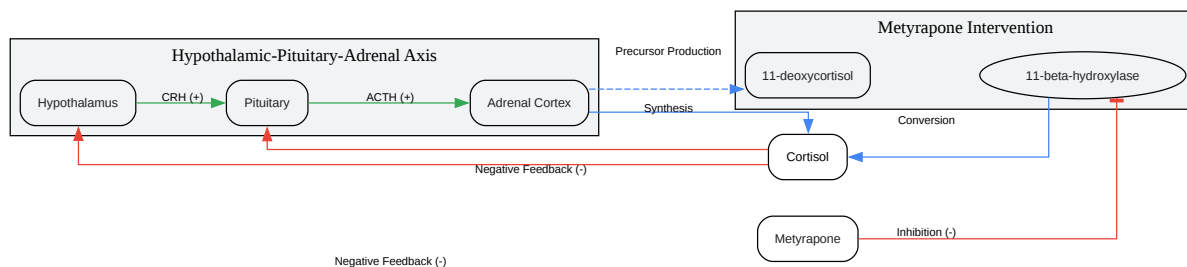 Hypothalamic-Pituitary-Adrenal Axis
Metyrapone Intervention
Precursor Production
Hypothalamus
CRH (+)
Pituitary
ACTH (+)
Adrenal Cortex
11-deoxycortisol
11-beta-hydroxylase
Synthesis
Conversion
Cortisol
Negative Feedback (-)
Metyrapone
Inhibition (-)
Negative Feedback (-)